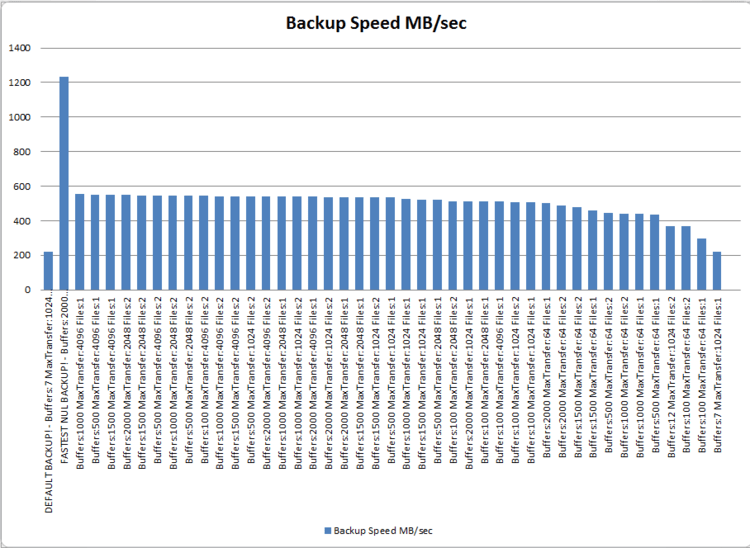 Backup Speed MB/sec
1400
1200
1000
800
600
400
200
0
DEFAULT BACKUP! - Buffers:7 MaxTransfer:1024...
FASTEST NUL BACKUP! - Buffers:2000...
Buffers:1000 MaxTransfer:4096 Files:1
Buffers:500 MaxTransfer:4096 Files:1
Buffers:1500 MaxTransfer:4096 Files:1
Buffers:2000 MaxTransfer:2048 Files:2
Buffers:1500 MaxTransfer:2048 Files:2
Buffers:500 MaxTransfer:4096 Files:2
Buffers:1000 MaxTransfer:2048 Files:2
Buffers:500 MaxTransfer:2048 Files:2
Buffers:100 MaxTransfer:4096 Files:2
Buffers:1000 MaxTransfer:4096 Files:2
Buffers:1500 MaxTransfer:4096 Files:2
Buffers:500 MaxTransfer:1024 Files:2
Buffers:2000 MaxTransfer:4096 Files:2
Buffers:1000 MaxTransfer:2048 Files:1
Buffers:1000 MaxTransfer:1024 Files:2
Buffers:2000 MaxTransfer:4096 Files:1
Buffers:2000 MaxTransfer:2048 Files:1
Buffers:1500 MaxTransfer:2048 Files:1
Buffers:2000 MaxTransfer:1024 Files:2
Buffers:1500 MaxTransfer:1024 Files:2
Buffers:500 MaxTransfer:1024 Files:1
Buffers:1000 MaxTransfer:1024 Files:1
Buffers:1500 MaxTransfer:1024 Files:1
Buffers:500 MaxTransfer:2048 Files:1
Buffers:100 MaxTransfer:2048 Files:2
Buffers:2000 MaxTransfer:1024 Files:1
Buffers:100 MaxTransfer:2048 Files:1
Buffers:100 MaxTransfer:4096 Files:1
Buffers:100 MaxTransfer:1024 Files:2
Buffers:100 MaxTransfer:1024 Files:1
Buffers:2000 MaxTransfer:64 Files:1
Buffers:2000 MaxTransfer:64 Files:2
Buffers:1500 MaxTransfer:64 Files:2
Buffers:1500 MaxTransfer:64 Files:1
Buffers:500 MaxTransfer:64 Files:2
Buffers:1000 MaxTransfer:64 Files:2
Buffers:1000 MaxTransfer:64 Files:1
Buffers:500 MaxTransfer:64 Files:1
Buffers:12 MaxTransfer:1024 Files:2
Buffers:100 MaxTransfer:64 Files:2
Buffers:100 MaxTransfer:64 Files:1
Buffers:7 MaxTransfer:1024 Files:1
Backup Speed MB/sec